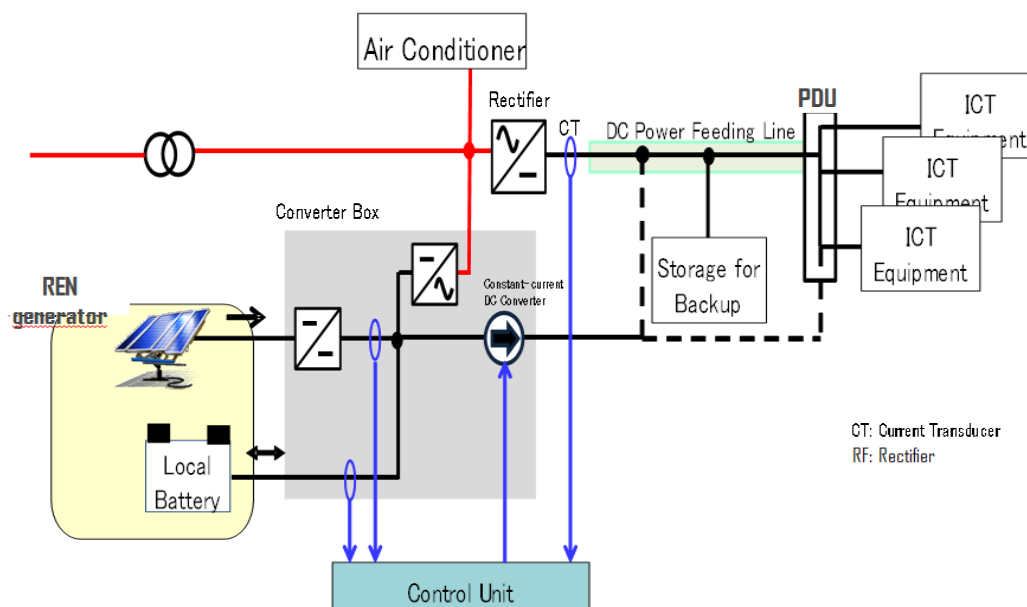 Air Conditioner
Rectifier
CT
DC Power Feeding Line
PDU
ICT
Equipment
ICT
Equipment
ICT
Equipment
Storage for
Backup
Converter Box
Constant-current
DC Converter
REN
generator
Local
Battery
CT: Current Transducer
RF: Rectifier
Control Unit